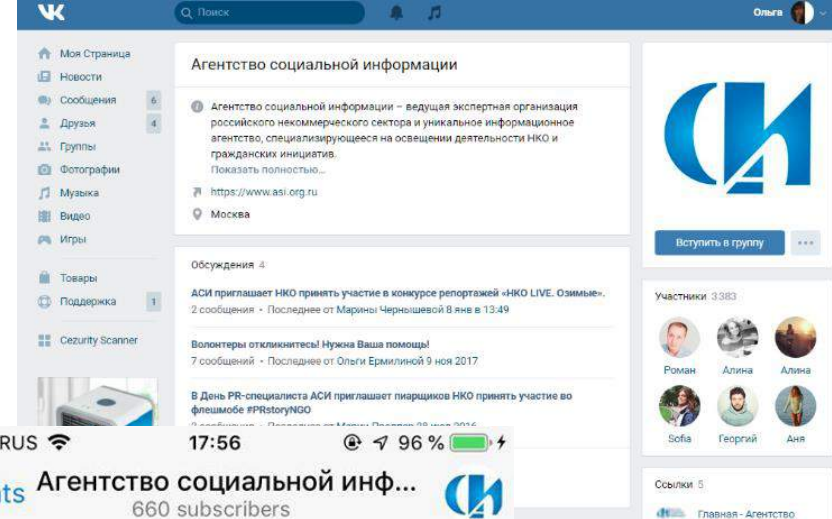 Поиск
Ольга
Моя Страница
Новости
Сообщения 6
Друзья 4
Группы
Фотографии
Музыка
Видео
Игры
Товары
Поддержка 1
Cezurity Scanner
Агентство социальной информации
Агентство социальной информации – ведущая экспертная организация
российского некоммерческого сектора и уникальное информационное
агентство, специализирующееся на освещении деятельности НКО и
гражданских инициатив.
Показать полностью...
https://www.asi.org.ru
Москва
Обсуждения 4
АСИ приглашает НКО принять участие в конкурсе репортажей «НКО LIVE. Озимые».
2 сообщения • Последнее от Марины Чернышевой 8 янв в 13:49
Волонтеры откликнитесь! Нужна Ваша помощь!
7 сообщений • Последнее от Ольги Ермилиной 9 ноя 2017
В День PR-специалиста АСИ приглашает пиарщиков НКО принять участие во
флешмобе #PRstoryNGO
СИ
Вступить в группу
Участники 3 383
Роман Алина Алина
Sofia Георгий Аня
Ссылки 5
Главная - Агентство
RUS 17:56 96 %
ats Агентство социальной инф...
660 subscribers